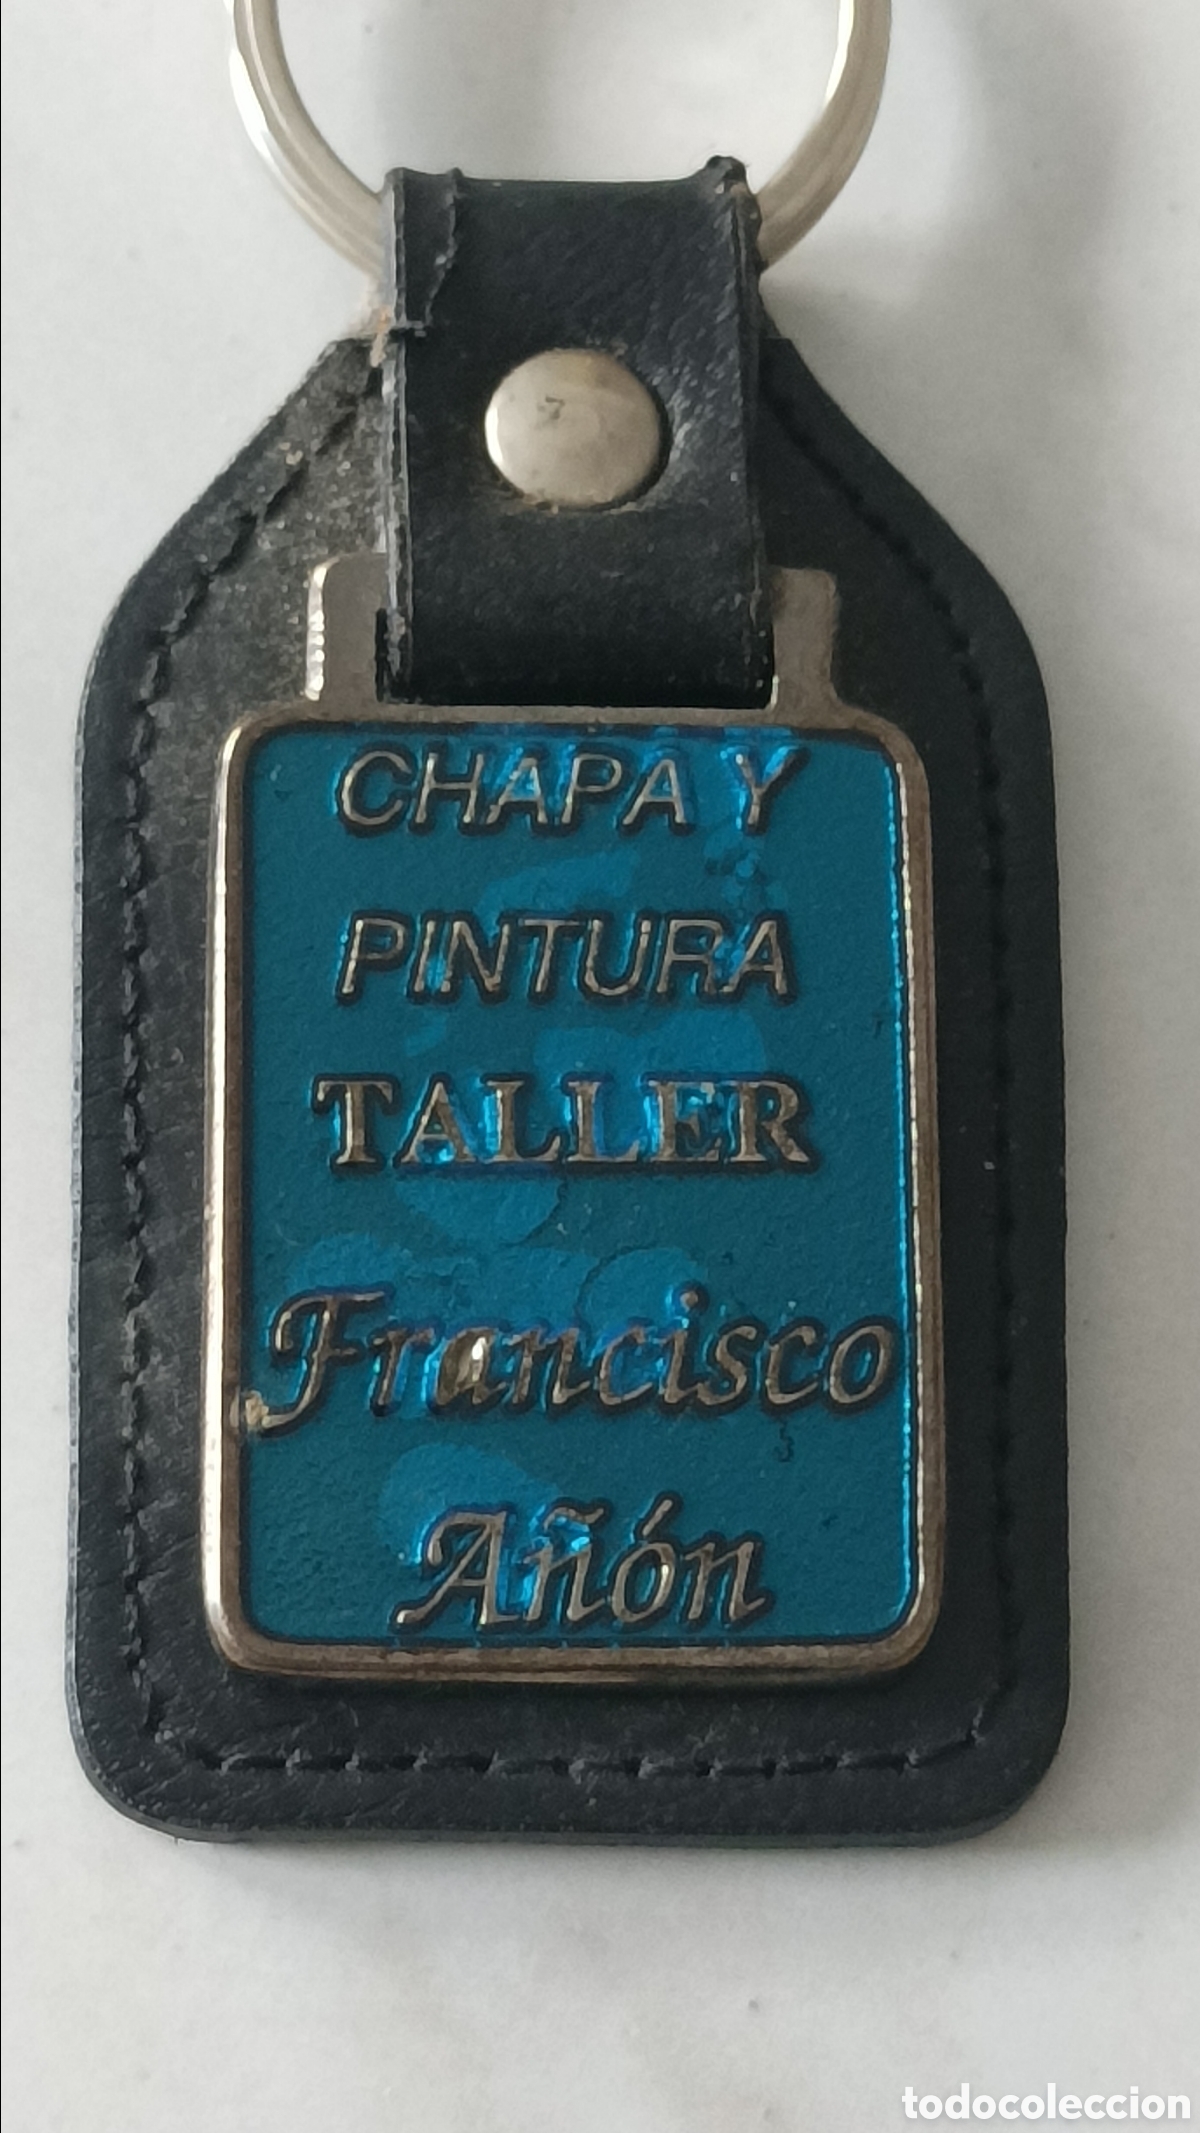 CHAPA Y
PINTURA
TALLER
Francisco
Añón
todocoleccion